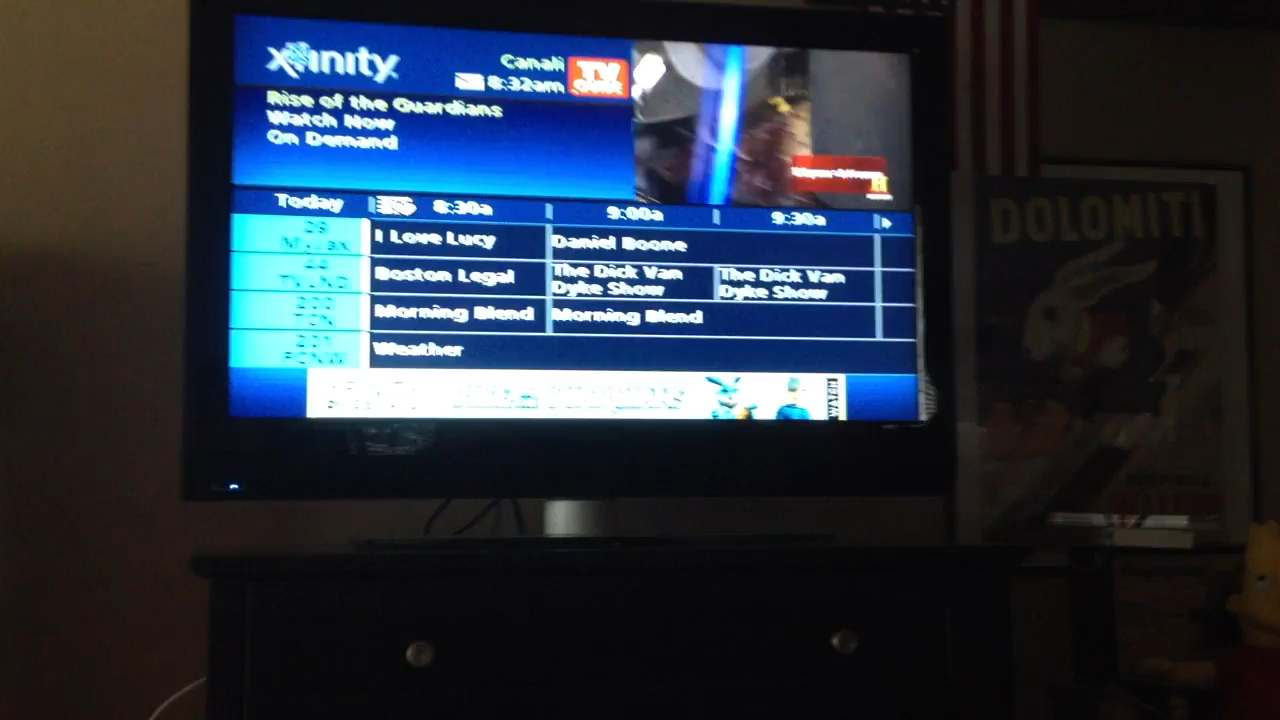 xfinity
Canali
8:32am
TV
GUIDE
Rise of the Guardians
Watch Now
On Demand
Today
8:30a
9:00a
9:30a
I Love Lucy
Daniel Boone
Boston Legal
The Dick Van
Dyke Show
The Dick Van
Dyke Show
Morning Blend
Morning Blend
Weather
WATCH
H
DOLOMITI